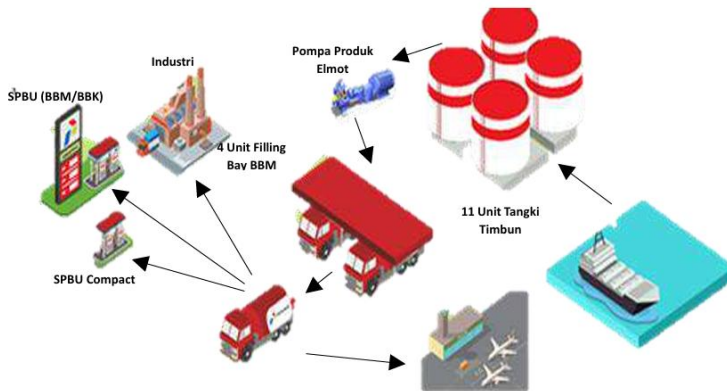 Industri
Pompa Produk
Elmot
SPBU (BBM/BBK)
4 Unit Filling
Bay BBM
11 Unit Tangki
Timbun
SPBU Compact